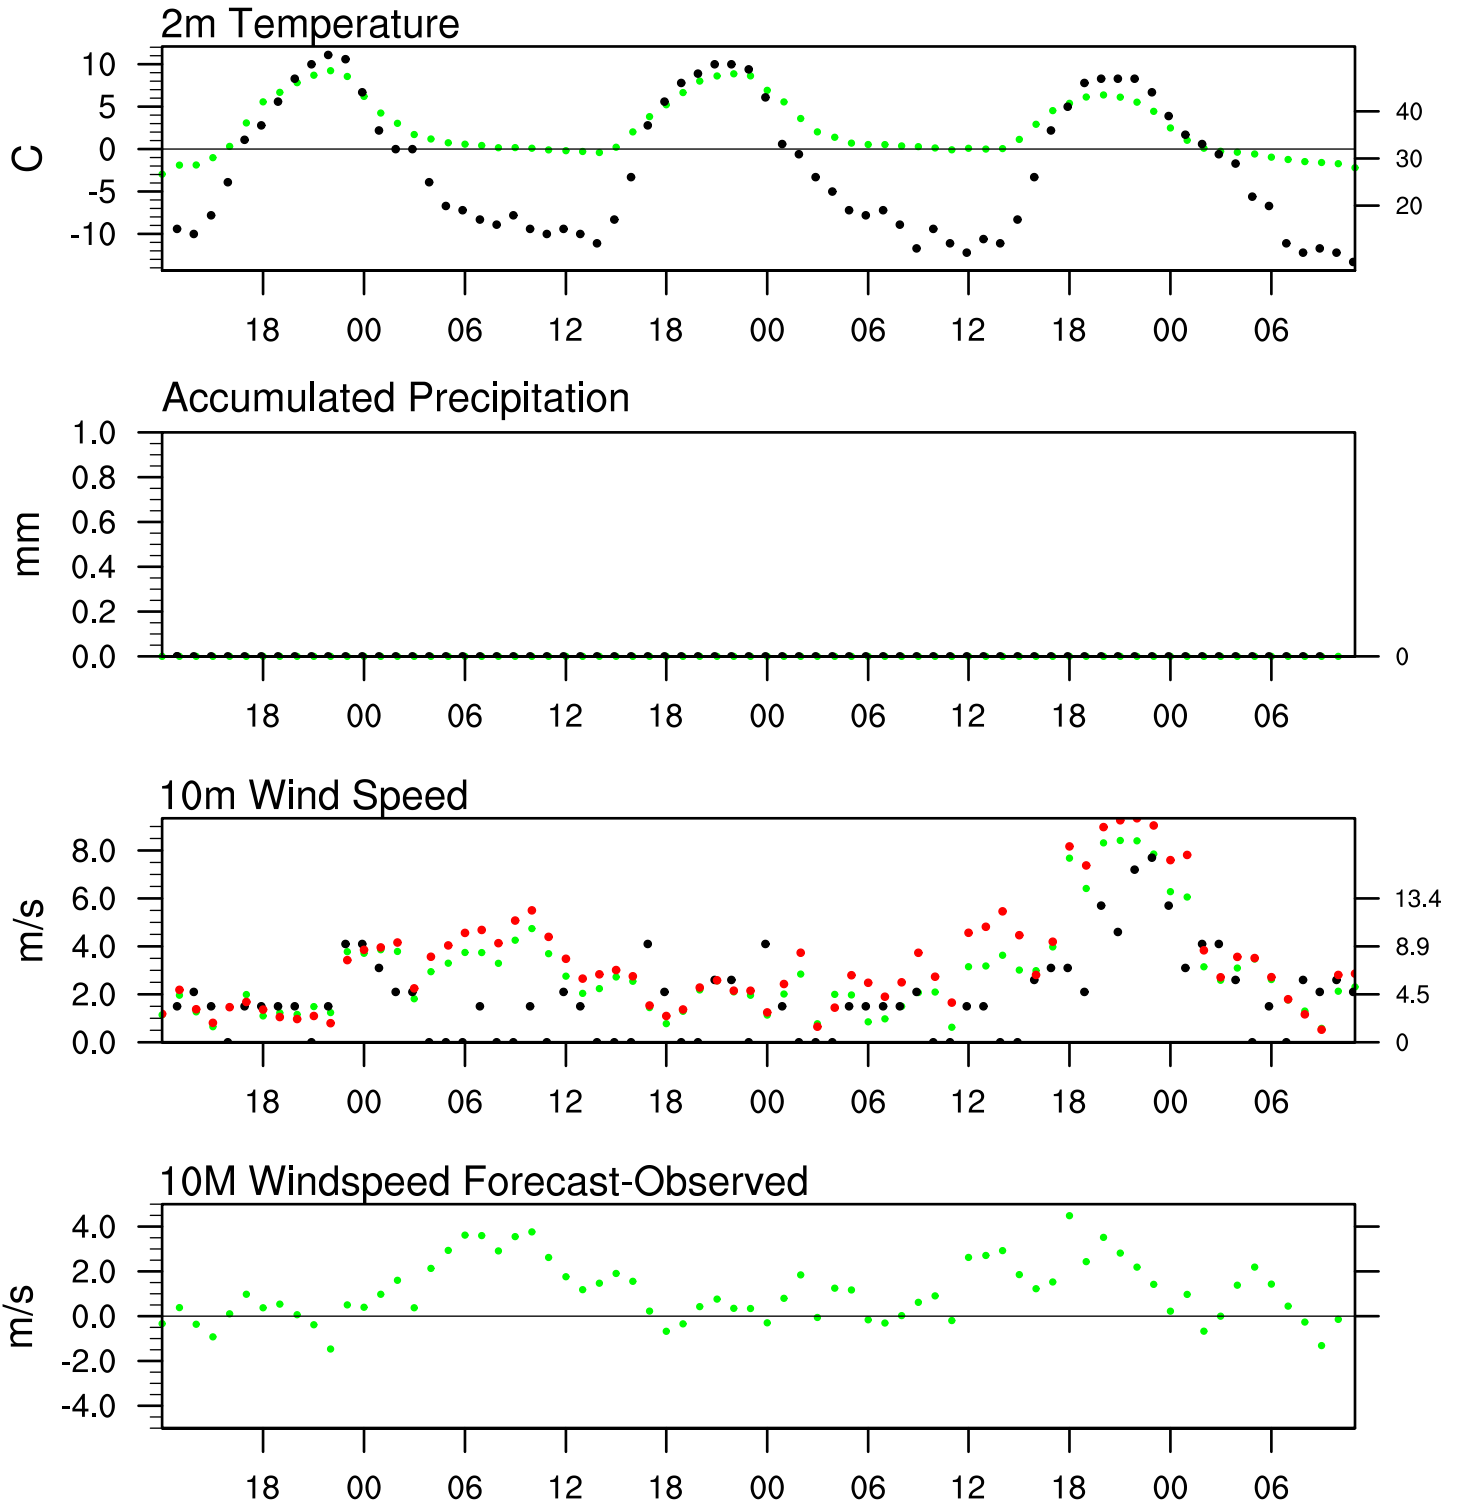 2m Temperature
10
5
0
-5
-10
C
40
30
20
18 00 06 12 18 00 06 12 18 00 06
Accumulated Precipitation
1.0
0.8
0.6
0.4
0.2
0.0
mm
0
18 00 06 12 18 00 06 12 18 00 06
10m Wind Speed
8.0
6.0
4.0
2.0
0.0
m/s
13.4
8.9
4.5
0
18 00 06 12 18 00 06 12 18 00 06
10M Windspeed Forecast-Observed
4.0
2.0
0.0
-2.0
-4.0
m/s
18 00 06 12 18 00 06 12 18 00 06